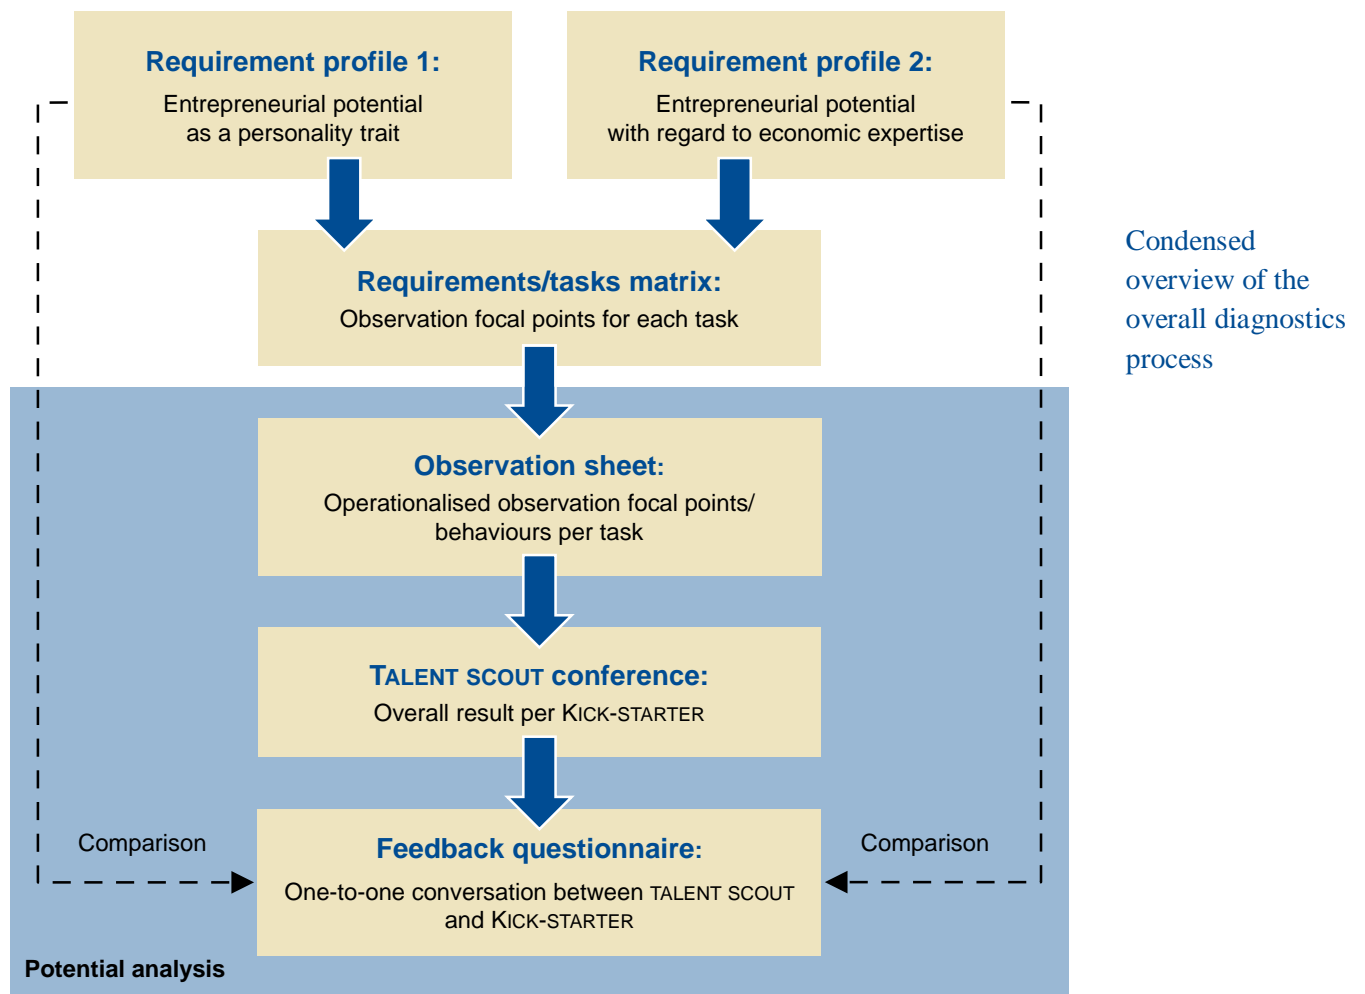 Requirement profile 1:
Entrepreneurial potential
as a personality trait
Requirement profile 2:
Entrepreneurial potential
with regard to economic expertise
Requirements/tasks matrix:
Observation focal points for each task
Condensed
overview of the
overall diagnostics
process
Observation sheet:
Operationalised observation focal points/
behaviours per task
TALENT SCOUT conference:
Overall result per KICK-STARTER
Comparison
Feedback questionnaire:
One-to-one conversation between TALENT SCOUT
and KICK-STARTER
Comparison
Potential analysis